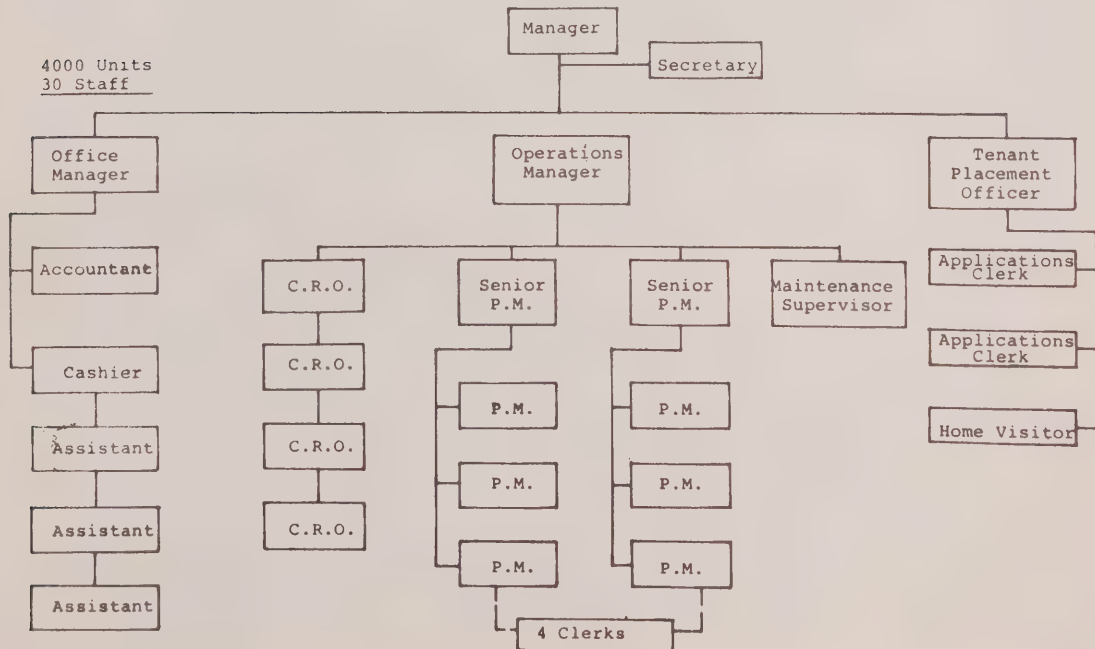 Manager
4000 Units
30 Staff
Secretary
Office
Manager
Operations
Manager
Tenant
Placement
Officer
Accountant
Cashier
Assistant
Assistant
Assistant
C.R.O.
C.R.O.
C.R.O.
C.R.O.
Senior
P.M.
P.M.
P.M.
P.M.
Senior
P.M.
P.M.
P.M.
P.M.
4 Clerks
Maintenance
Supervisor
Applications
Clerk
Applications
Clerk
Home Visitor